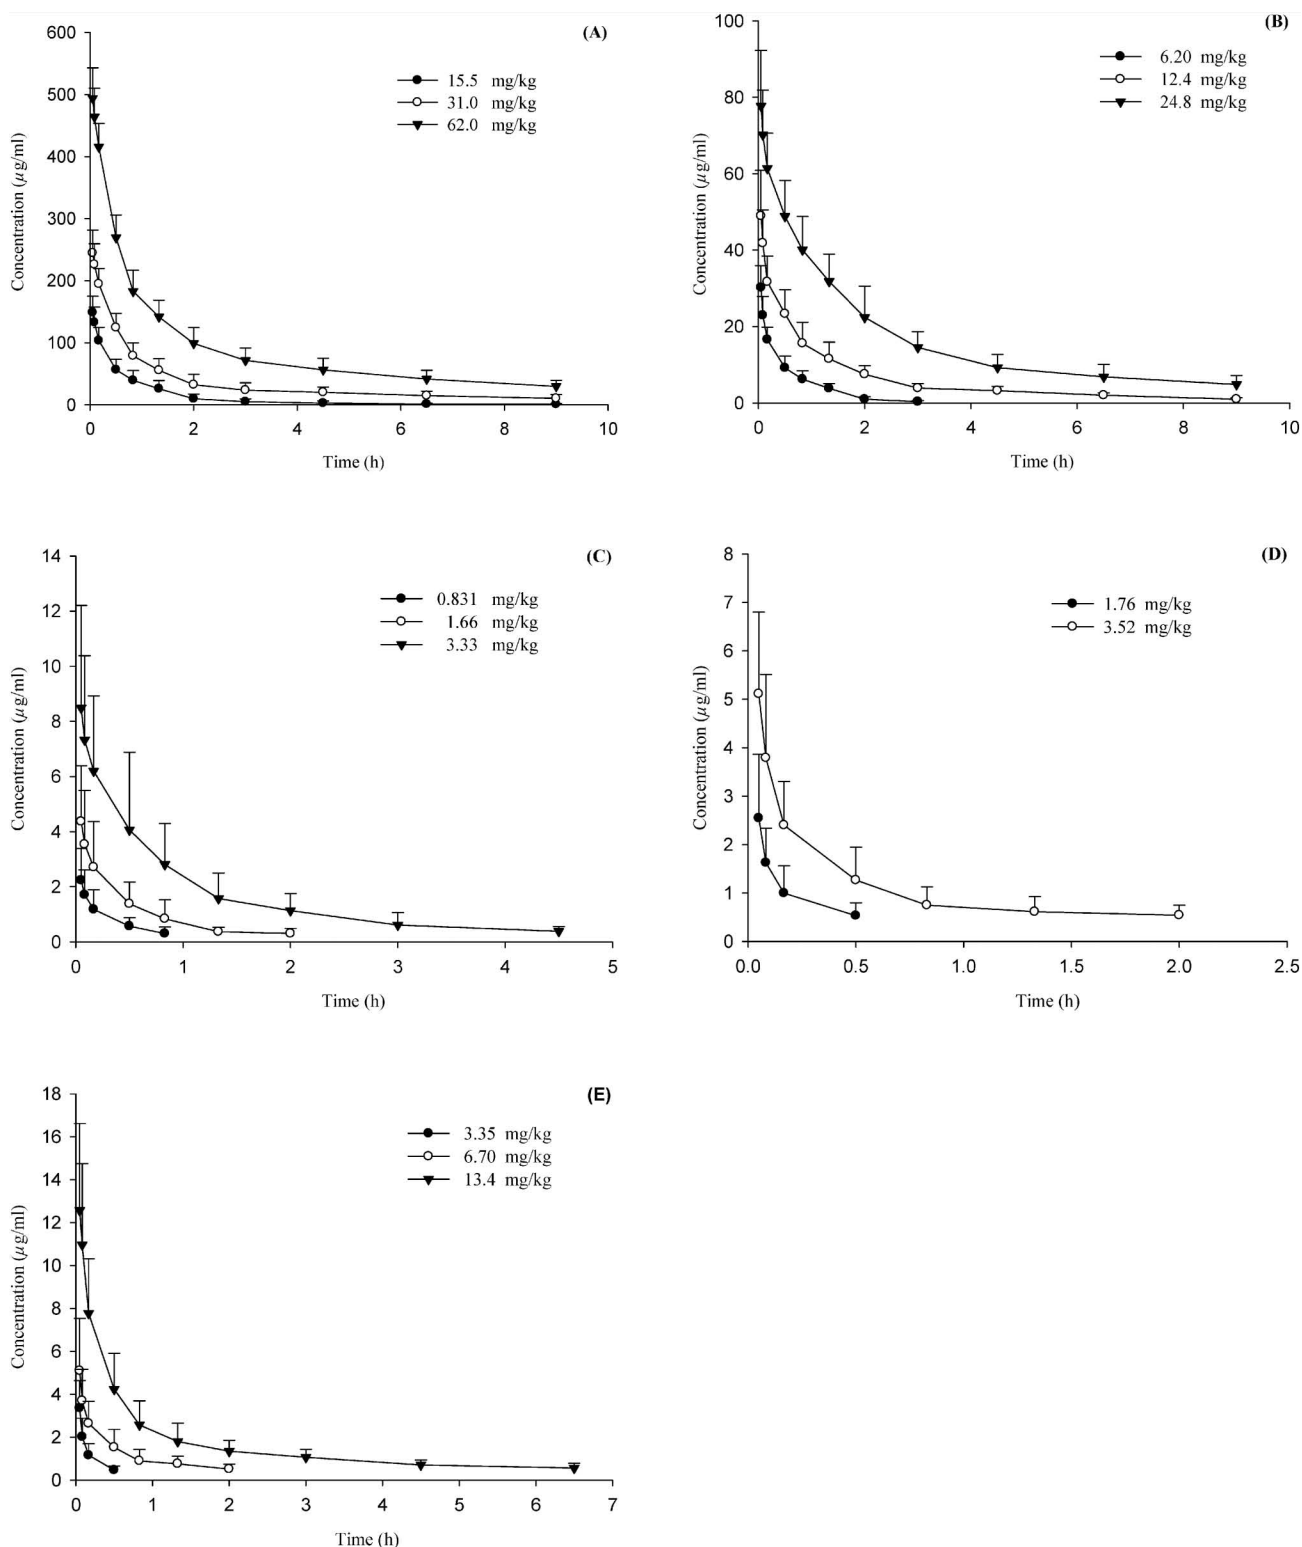 (A)
600
500
400
300
200
100
0
Concentration (µg/ml)
15.5 mg/kg
31.0 mg/kg
62.0 mg/kg
0 2 4 6 8 10
Time (h)
(B)
100
80
60
40
20
0
Concentration (µg/ml)
6.20 mg/kg
12.4 mg/kg
24.8 mg/kg
0 2 4 6 8 10
Time (h)
(C)
14
12
10
8
6
4
2
0
Concentration (µg/ml)
0.831 mg/kg
1.66 mg/kg
3.33 mg/kg
0 1 2 3 4 5
Time (h)
(D)
8
7
6
5
4
3
2
1
0
Concentration (µg/ml)
1.76 mg/kg
3.52 mg/kg
0.0 0.5 1.0 1.5 2.0 2.5
Time (h)
(E)
18
16
14
12
10
8
6
4
2
0
Concentration (µg/ml)
3.35 mg/kg
6.70 mg/kg
13.4 mg/kg
0 1 2 3 4 5 6 7
Time (h)